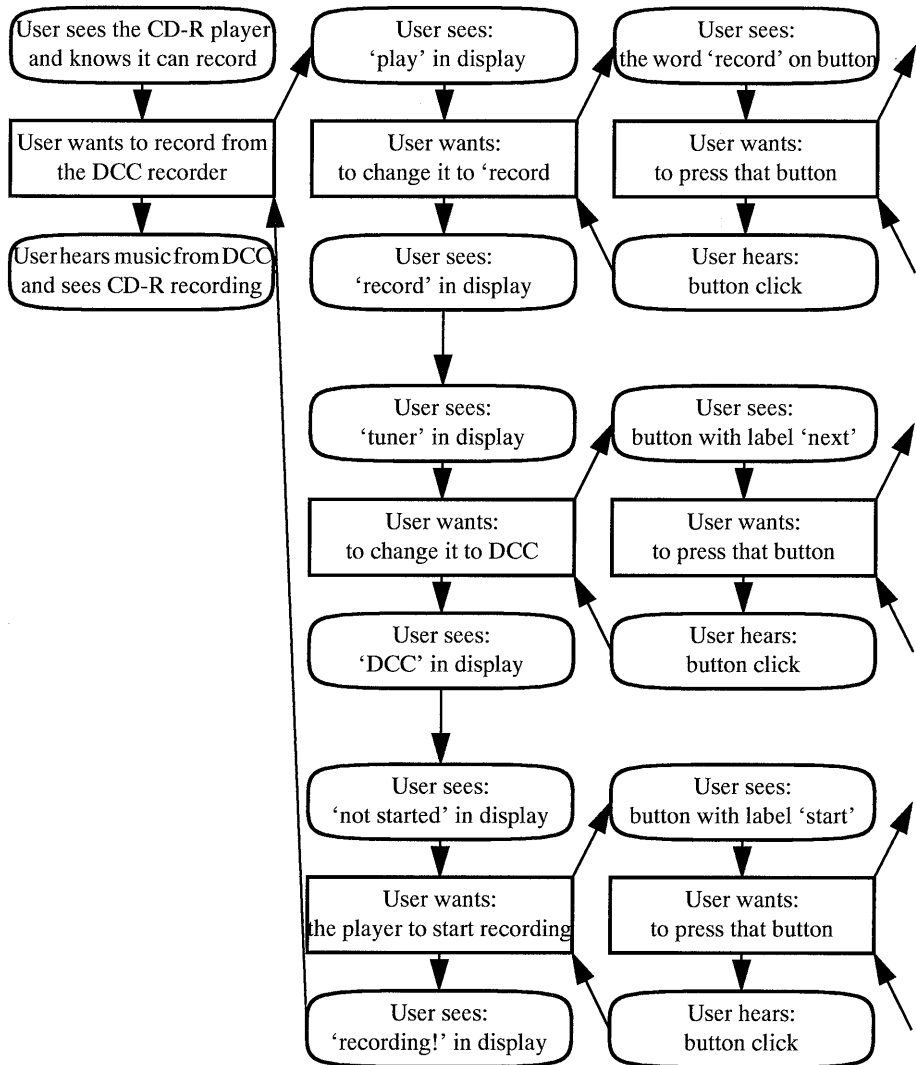 User sees the CD-R player
and knows it can record
User wants to record from
the DCC recorder
User hears music from DCC
and sees CD-R recording
User sees:
‘play’ in display
User wants:
to change it to ‘record
User sees:
‘record’ in display
User sees:
‘tuner’ in display
User wants:
to change it to DCC
User sees:
‘DCC’ in display
User sees:
‘not started’ in display
User wants:
the player to start recording
User sees:
‘recording!’ in display
User sees:
the word ‘record’ on button
User wants:
to press that button
User hears:
button click
User sees:
button with label ‘next’
User wants:
to press that button
User hears:
button click
User sees:
button with label ‘start’
User wants:
to press that button
User hears:
button click